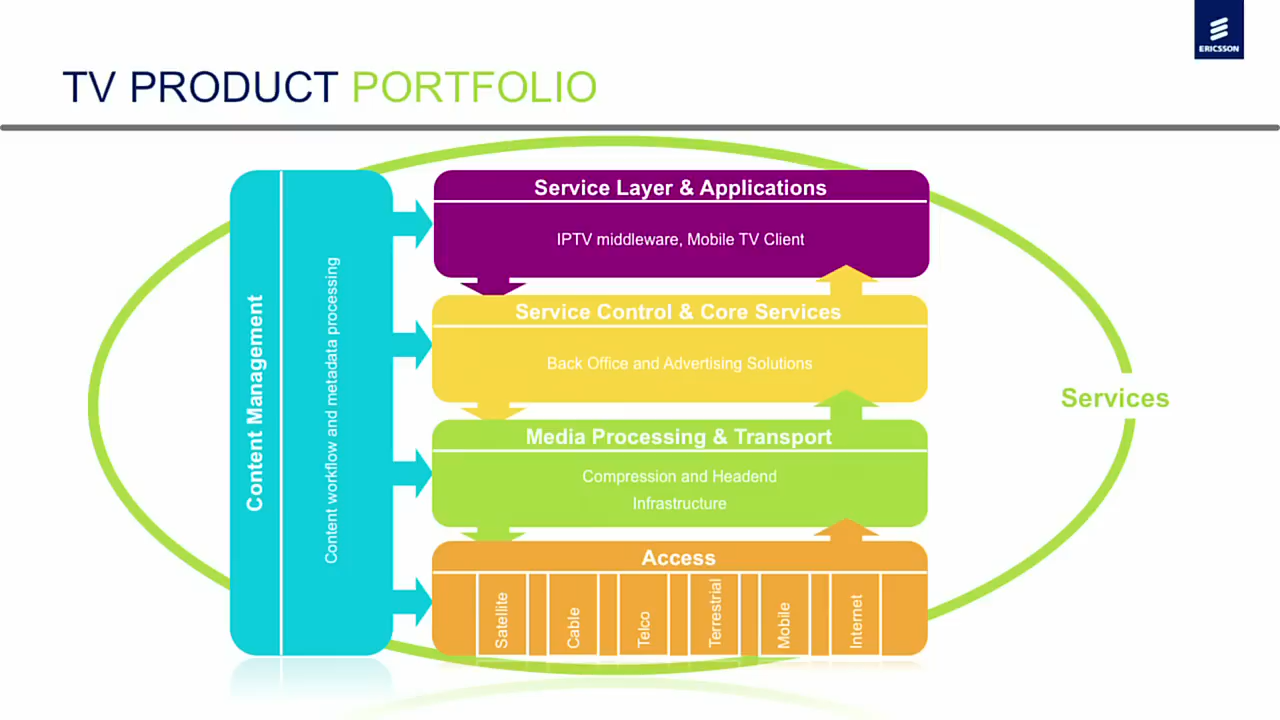 ERICSSON
TV PRODUCT PORTFOLIO
Content Management
Content workflow and metadata processing
Service Layer & Applications
IPTV middleware, Mobile TV Client
Service Control & Core Services
Back Office and Advertising Solutions
Media Processing & Transport
Compression and Headend
Infrastructure
Access
Satellite
Cable
Telco
Terrestrial
Mobile
Internet
Services